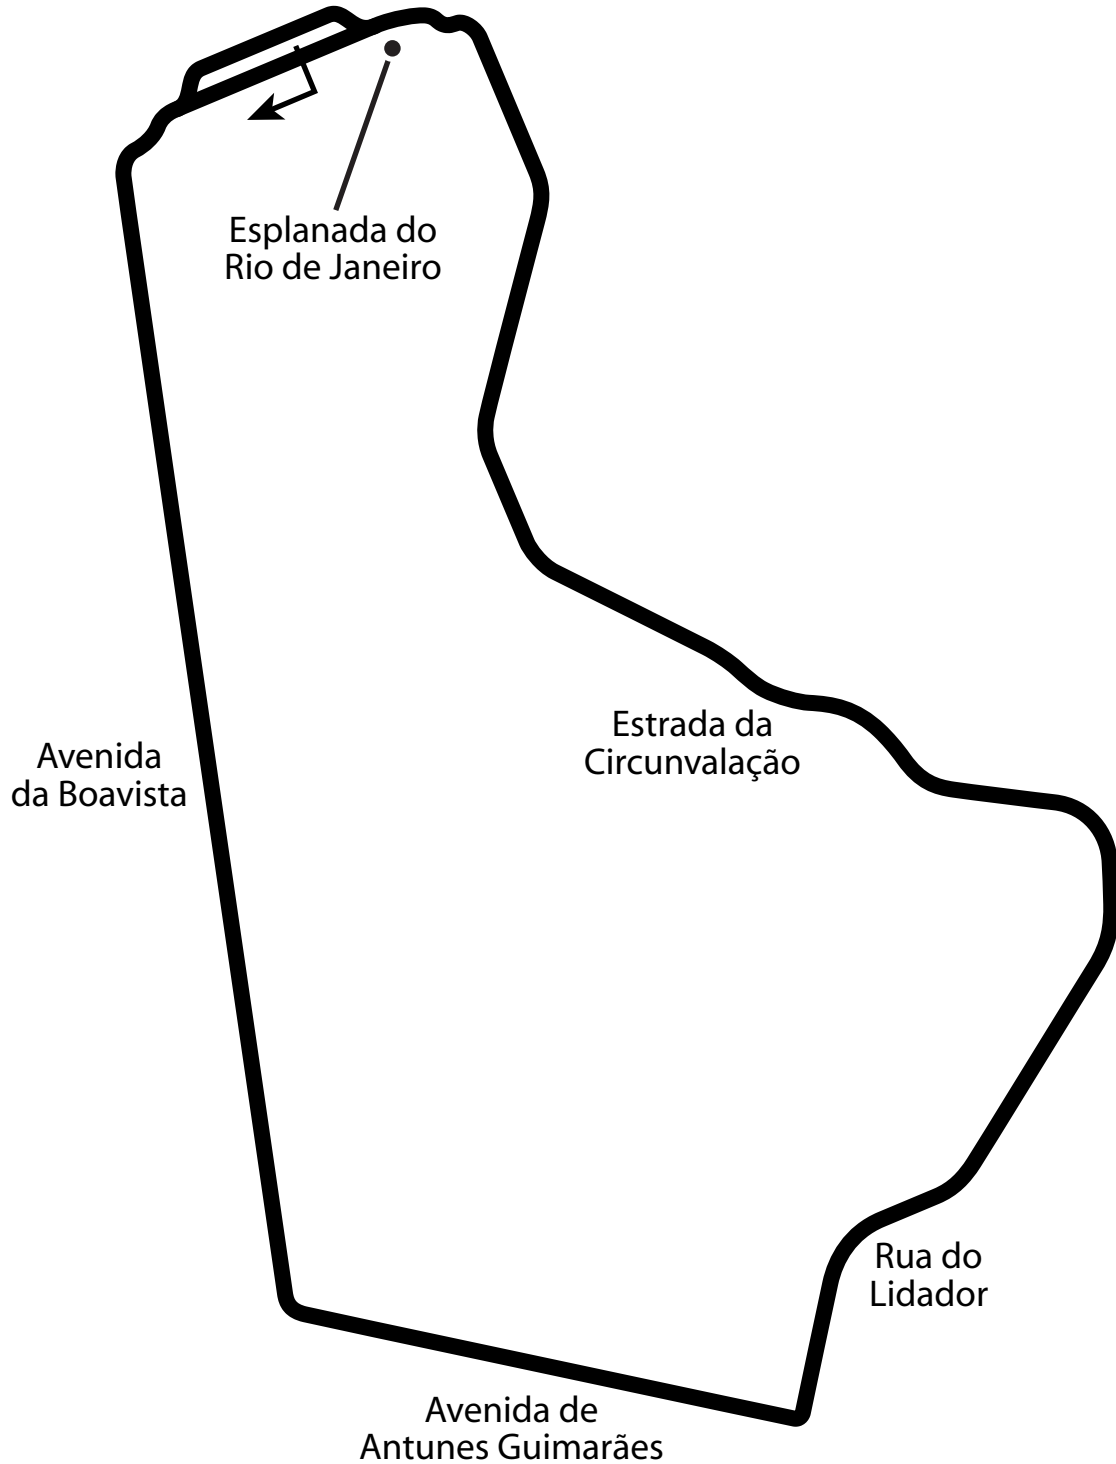 Esplanada do
Rio de Janeiro
Estrada da
Circunvalação
Avenida
da Boavista
Rua do
Lidador
Avenida de
Antunes Guimarães